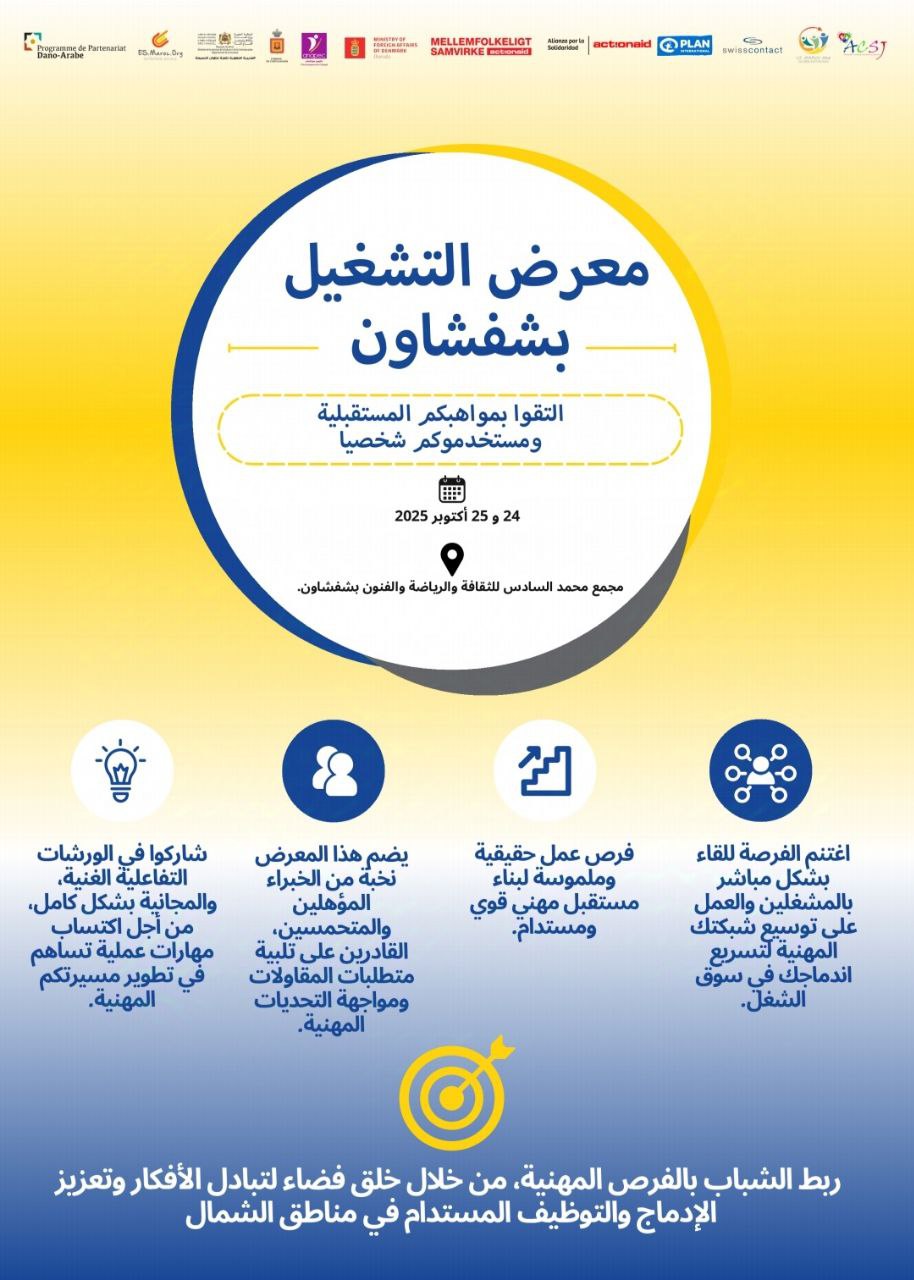 Programme de Partenariat
Dano-Arabe
MINISTRY OF
FOREIGN AFFAIRS
OF DENMARK
MELLEMFOLKELIGT
SAMVIRKE actionaid
Alianza por la
Solidaridad
act!onaid
PLAN
INTERNATIONAL
swisscontact
ACSJ
معرض التشغيل
بشفشاون
التقوا بمواهبكم المستقبلية
ومستخدموكم شخصيا
24 و 25 أكتوبر 2025
مجمع محمد السادس للثقافة والرياضة والفنون بشفشاون.
اغتنم الفرصة للقاء
بشكل مباشر
بالمشغلين والعمل
على توسيع شبكتك
المهنية لتسريع
اندماجك في سوق
الشغل.
فرص عمل حقيقية
وملموسة لبناء
مستقبل مهني قوي
ومستدام.
يضم هذا المعرض
نخبة من الخبراء
المؤهلين
والمتحمسين،
القادرين على تلبية
متطلبات المقاولات
ومواجهة التحديات
المهنية.
شاركوا في الورشات
التفاعلية الغنية،
والمجانية بشكل كامل،
من أجل اكتساب
مهارات عملية تساهم
في تطوير مسيرتكم
المهنية.
ربط الشباب بالفرص المهنية، من خلال خلق فضاء لتبادل الأفكار وتعزيز
الإدماج والتوظيف المستدام في مناطق الشمال